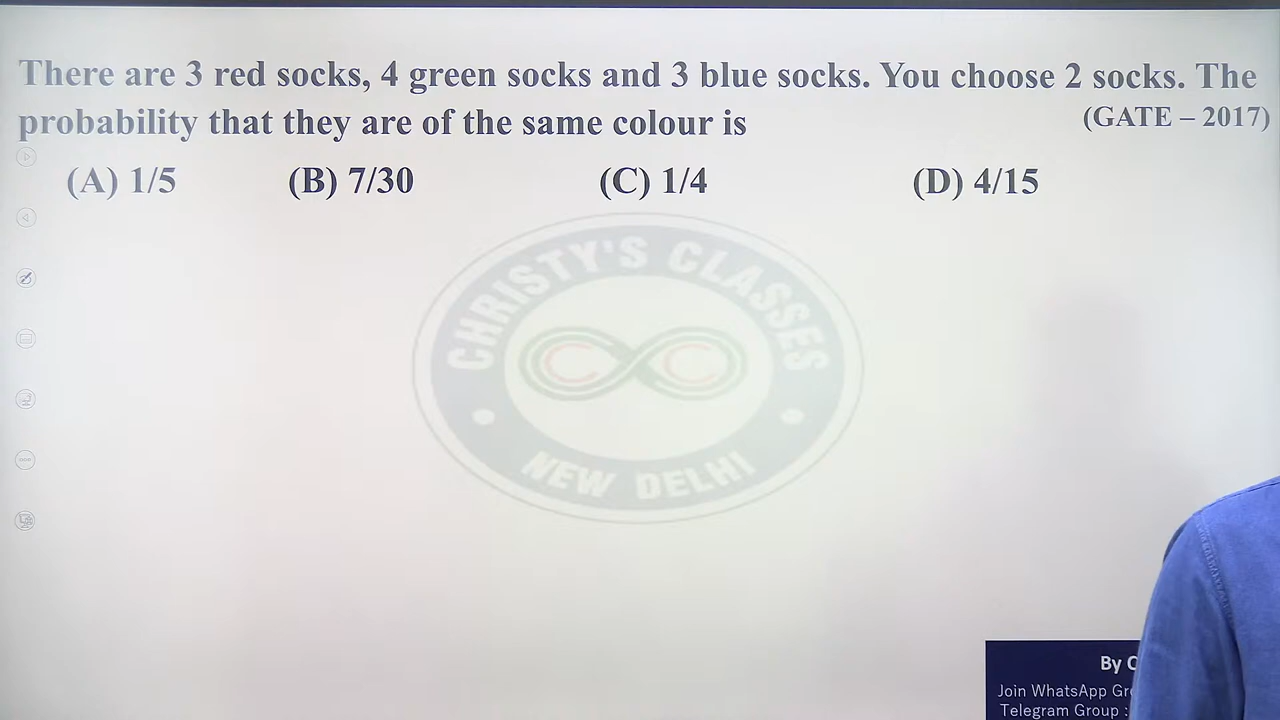 There are 3 red socks, 4 green socks and 3 blue socks. You choose 2 socks. The
probability that they are of the same colour is
(GATE – 2017)
(A) 1/5 (B) 7/30 (C) 1/4 (D) 4/15
CHRISTY'S CLASSES
NEW DELHI
By
Join WhatsApp
Telegram Group :